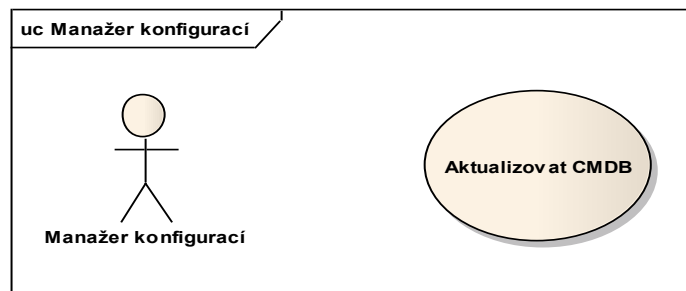 uc Manažer konfigurací
Manažer konfigurací
Aktualizovat CMDB